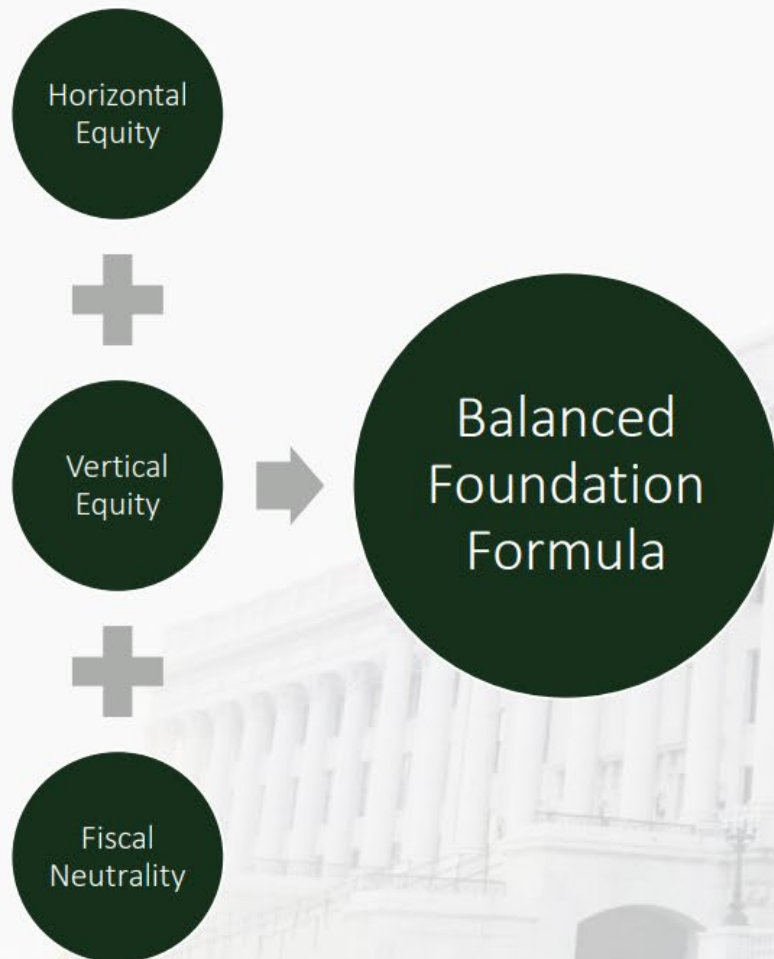 Horizontal
Equity
Vertical
Equity
Fiscal
Neutrality
Balanced
Foundation
Formula